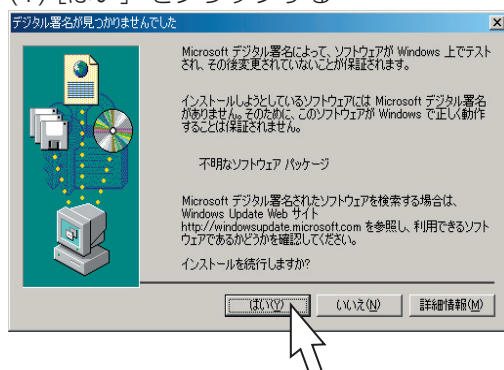 (4) [はい] をクリックする
デジタル署名が見つかりませんでした
Microsoft デジタル署名によって、ソフトウェアが Windows 上でテスト
され、その後変更されていないことが保証されます。
インストールしようとしているソフトウェアには Microsoft デジタル署名
がありません。そのために、このソフトウェアが Windows で正しく動作
することは保証されません。
不明なソフトウェア パッケージ
Microsoft デジタル署名されたソフトウェアを検索する場合は、
Windows Update Web サイト
http://windowsupdate.microsoft.com を参照し、利用できるソフト
ウェアであるかどうかを確認してください。
インストールを続行しますか?
はい(Y) いいえ(N) 詳細情報(M)